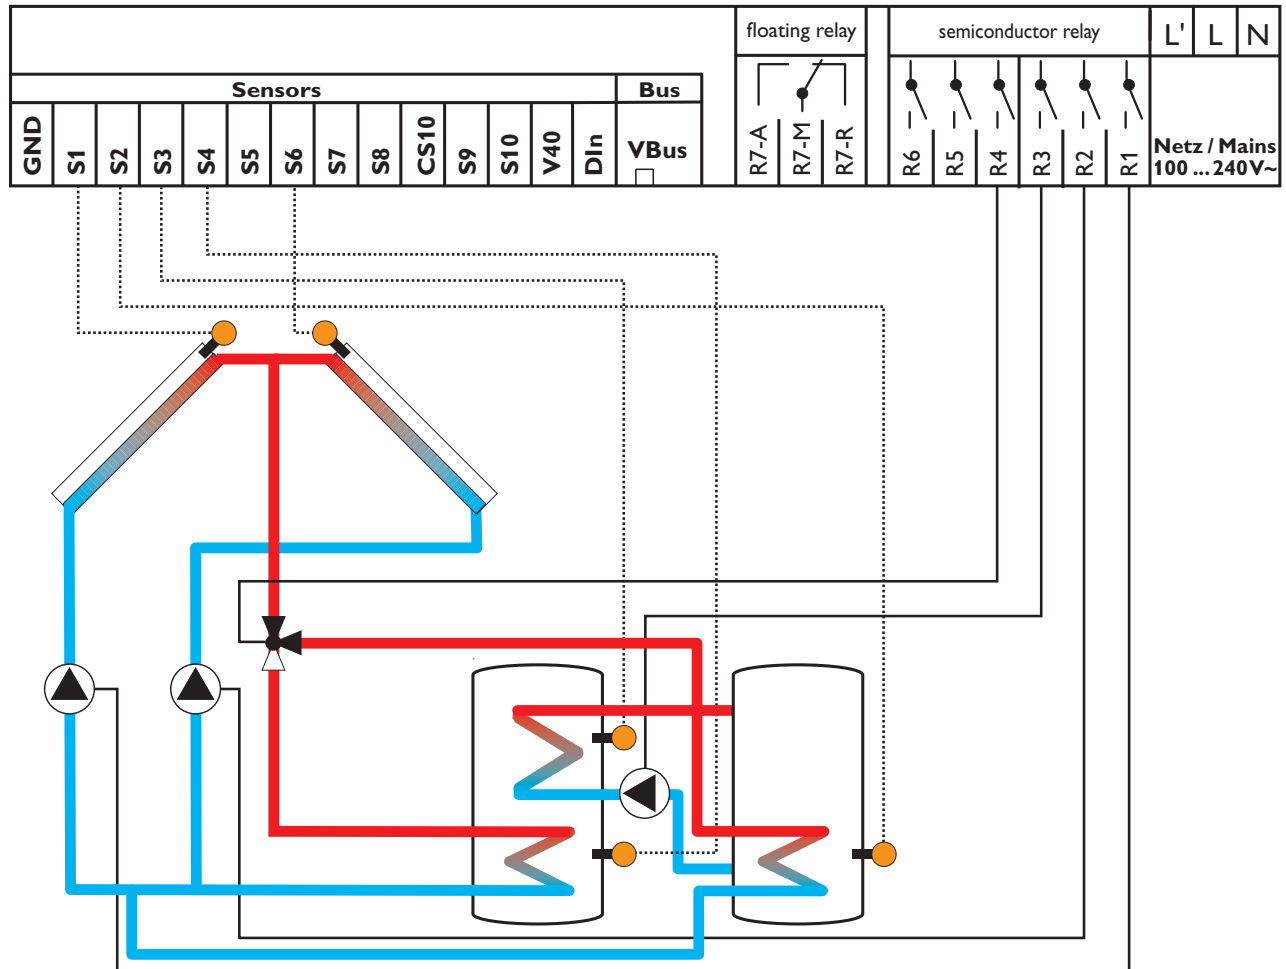 floating relay
semiconductor relay
L'
L
N
Sensors
Bus
GND
S1
S2
S3
S4
S5
S6
S7
S8
CS10
S9
S10
V40
DIn
VBus
R7-A
R7-M
R7-R
R6
R5
R4
R3
R2
R1
Netz / Mains
100 ... 240V~